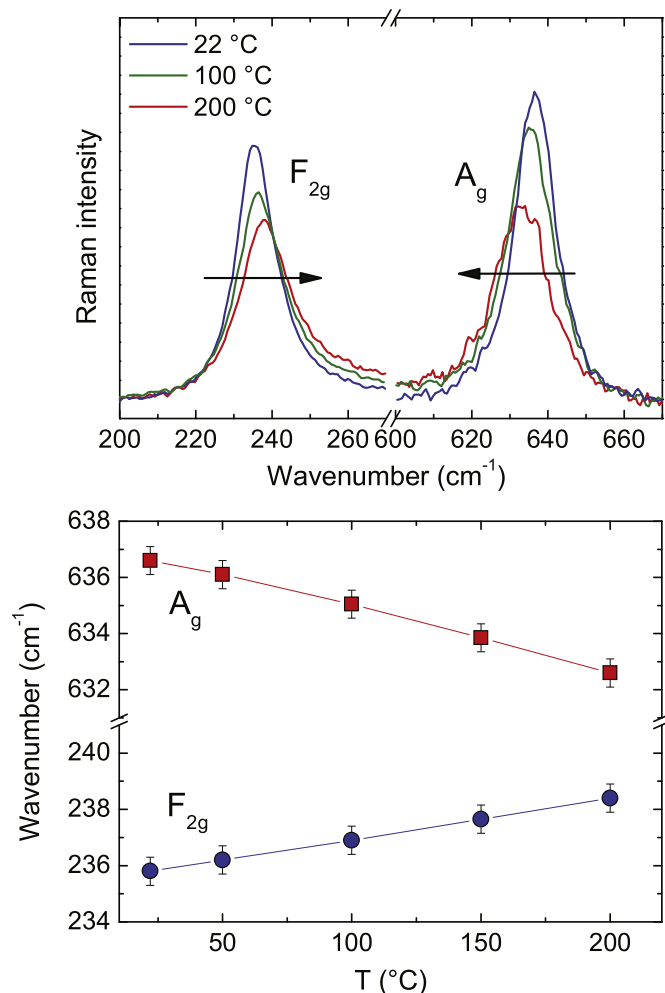 22 °C
100 °C
200 °C
F2g
Ag
Raman intensity
200 220 240 260 600 620 640 660
Wavenumber (cm-1)
638
636
634
632
240
238
236
234
Ag
F2g
Wavenumber (cm-1)
50 100 150 200
T (°C)